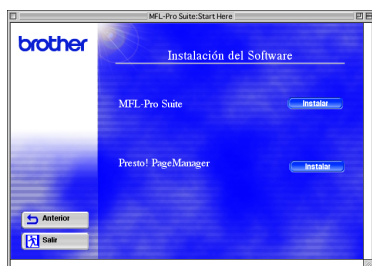 MFL-Pro Suite:Start Here
brother
Instalación del Software
MFL-Pro Suite
Instalar
Presto! PageManager
Instalar
Anterior
Salir